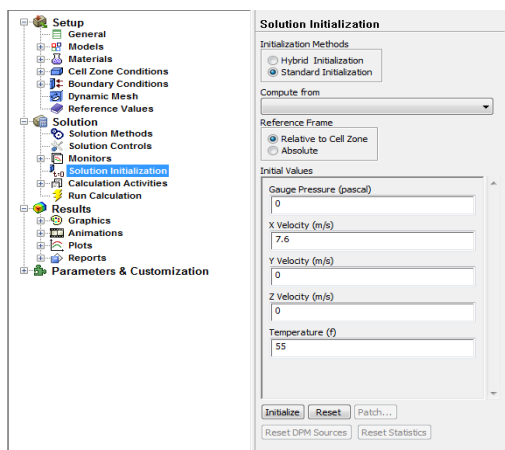 Setup
General
Models
Materials
Cell Zone Conditions
Boundary Conditions
Dynamic Mesh
Reference Values
Solution
Solution Methods
Solution Controls
Monitors
t=0 Solution Initialization
Calculation Activities
Run Calculation
Results
Graphics
Animations
Plots
Reports
Parameters & Customization
Solution Initialization
Initialization Methods
Hybrid Initialization
Standard Initialization
Compute from
Reference Frame
Relative to Cell Zone
Absolute
Initial Values
Gauge Pressure (pascal)
0
X Velocity (m/s)
7.6
Y Velocity (m/s)
0
Z Velocity (m/s)
0
Temperature (f)
55
Initialize Reset Patch...
Reset DPM Sources Reset Statistics